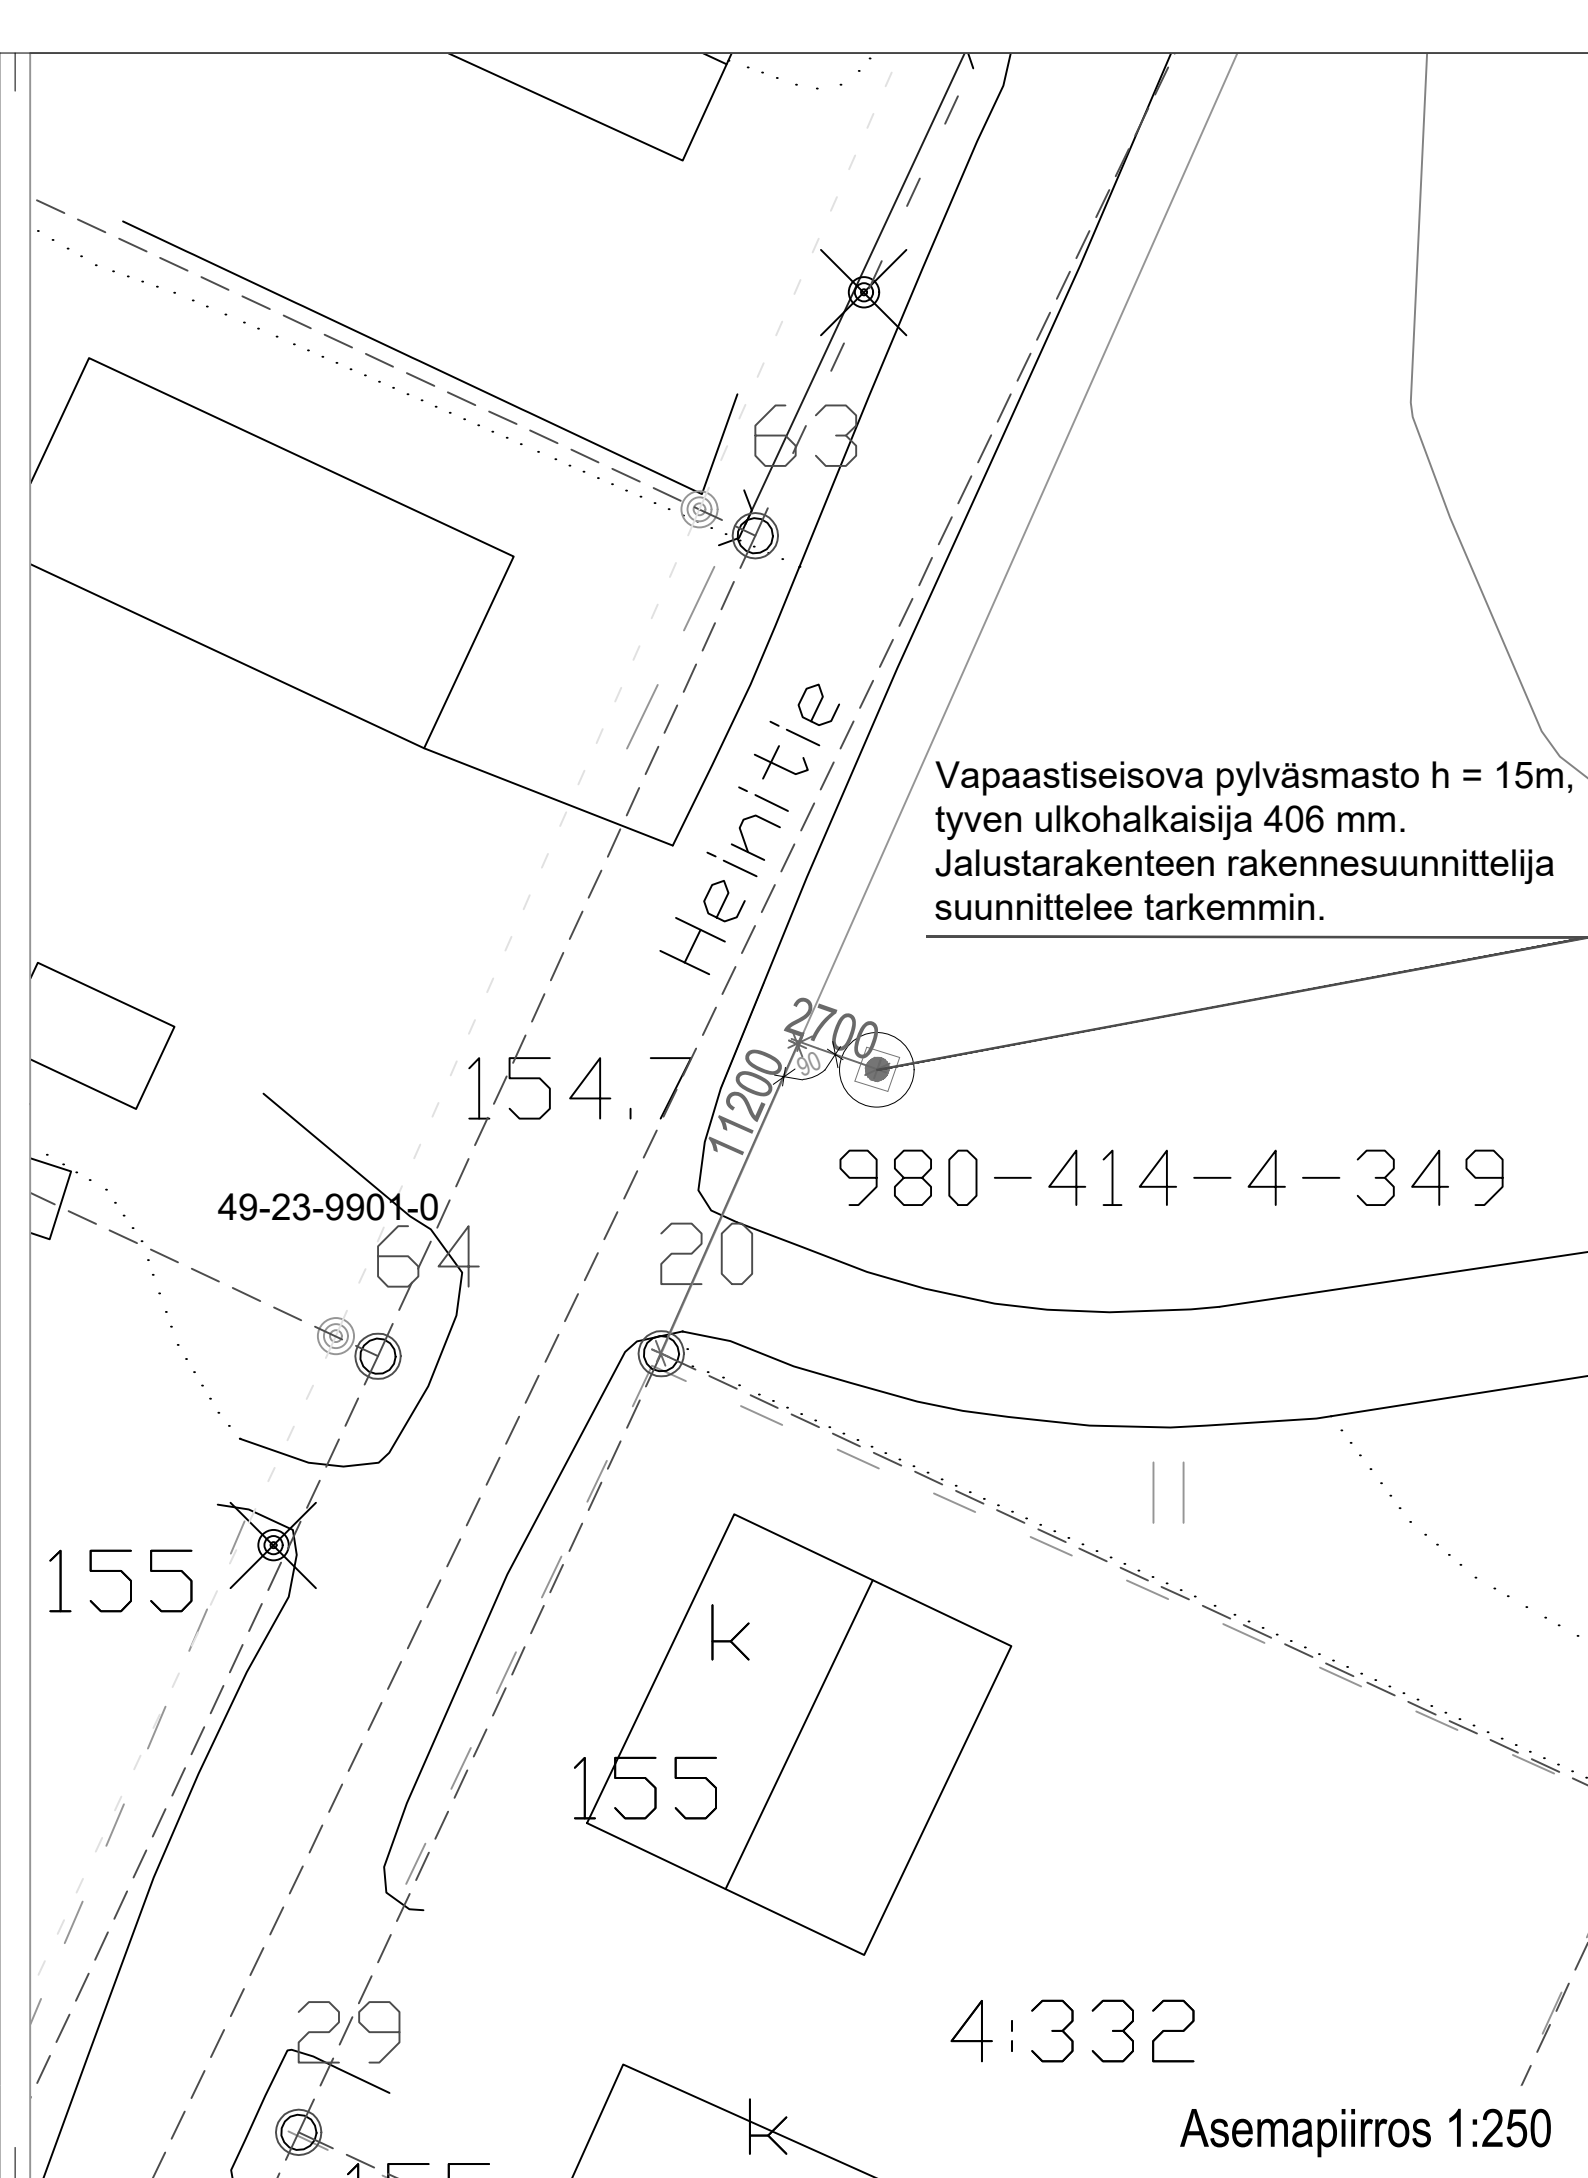 63
Heinitie
Vapaastiseisova pylväsmasto h = 15m,
tyven ulkohalkaisija 406 mm.
Jalustarakenteen rakennesuunnittelija
suunnittelee tarkemmin.
2700
90
11200
154.7
980-414-4-349
49-23-9901-0
64
20
155
k
155
29
4:332
k
Asemapiirros 1:250
155